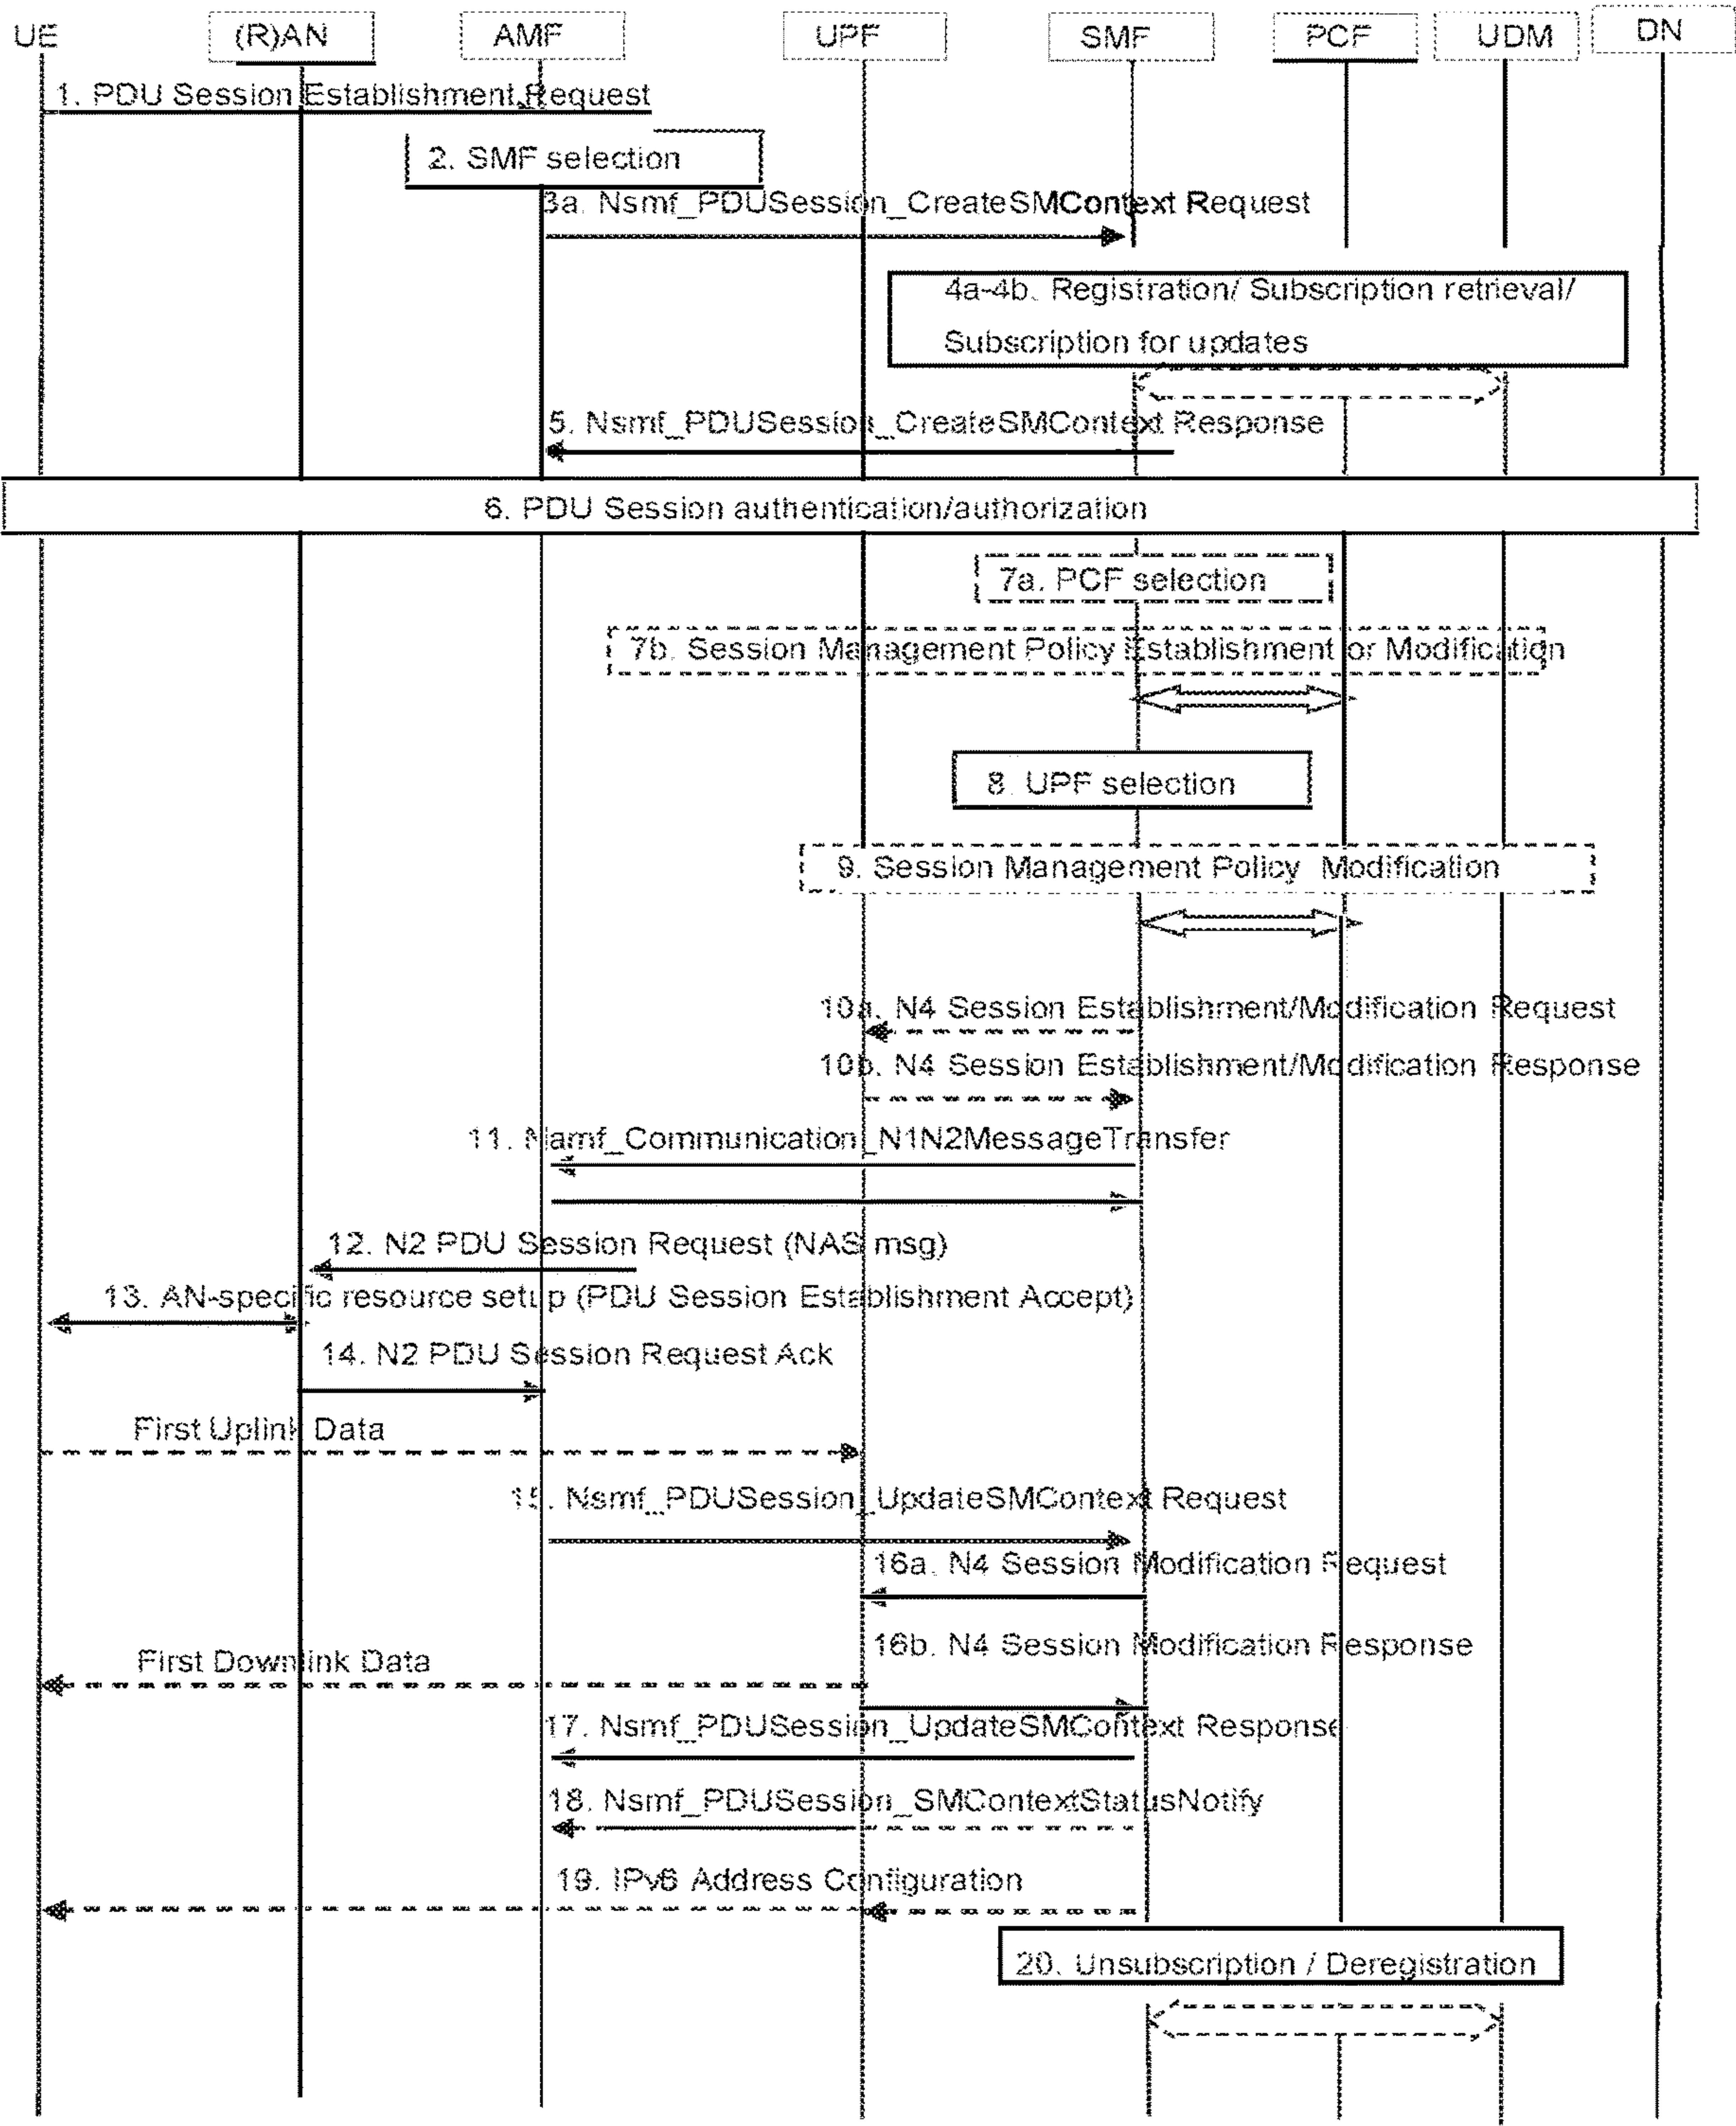 UE
(R)AN
AMF
UPF
SMF
PCF
UDM
DN
1. PDU Session Establishment Request
2. SMF selection
3a. Nsmf_PDUSession_CreateSMContext Request
4a-4b. Registration/ Subscription retrieval/
Subscription for updates
5. Nsmf_PDUSession_CreateSMContext Response
6. PDU Session authentication/authorization
7a. PCF selection
7b. Session Management Policy Establishment or Modification
8. UPF selection
9. Session Management Policy Modification
10a. N4 Session Establishment/Modification Request
10b. N4 Session Establishment/Modification Response
11. Namf_Communication_N1N2MessageTransfer
12. N2 PDU Session Request (NAS msg)
13. AN-specific resource setup (PDU Session Establishment Accept)
14. N2 PDU Session Request Ack
First Uplink Data
15. Nsmf_PDUSession_UpdateSMContext Request
16a. N4 Session Modification Request
16b. N4 Session Modification Response
First Downlink Data
17. Nsmf_PDUSession_UpdateSMContext Response
18. Nsmf_PDUSession_SMContextStatusNotify
19. IPv6 Address Configuration
20. Unsubscription / Deregistration